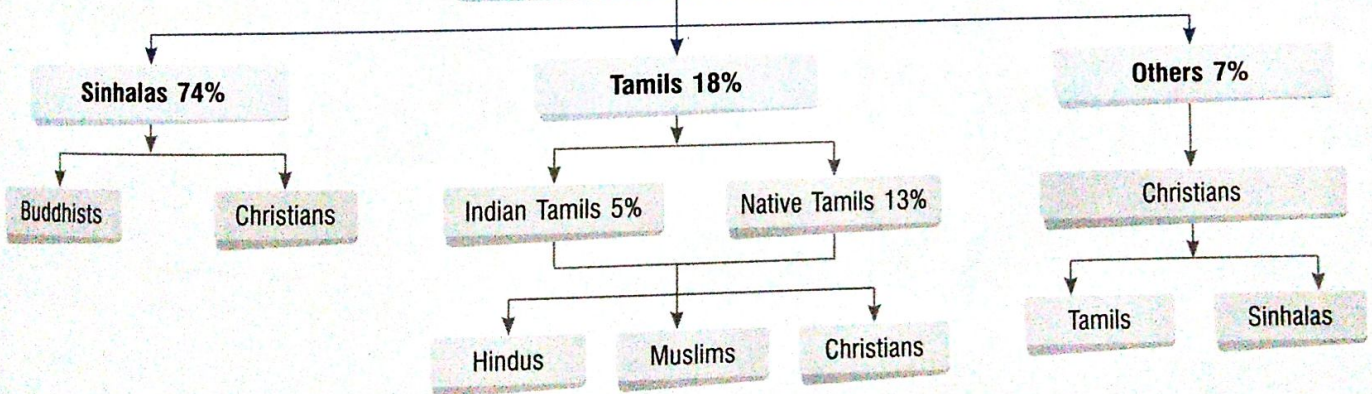 Sinhalas 74%
Tamils 18%
Others 7%
Buddhists
Christians
Indian Tamils 5%
Native Tamils 13%
Christians
Hindus
Muslims
Christians
Tamils
Sinhalas